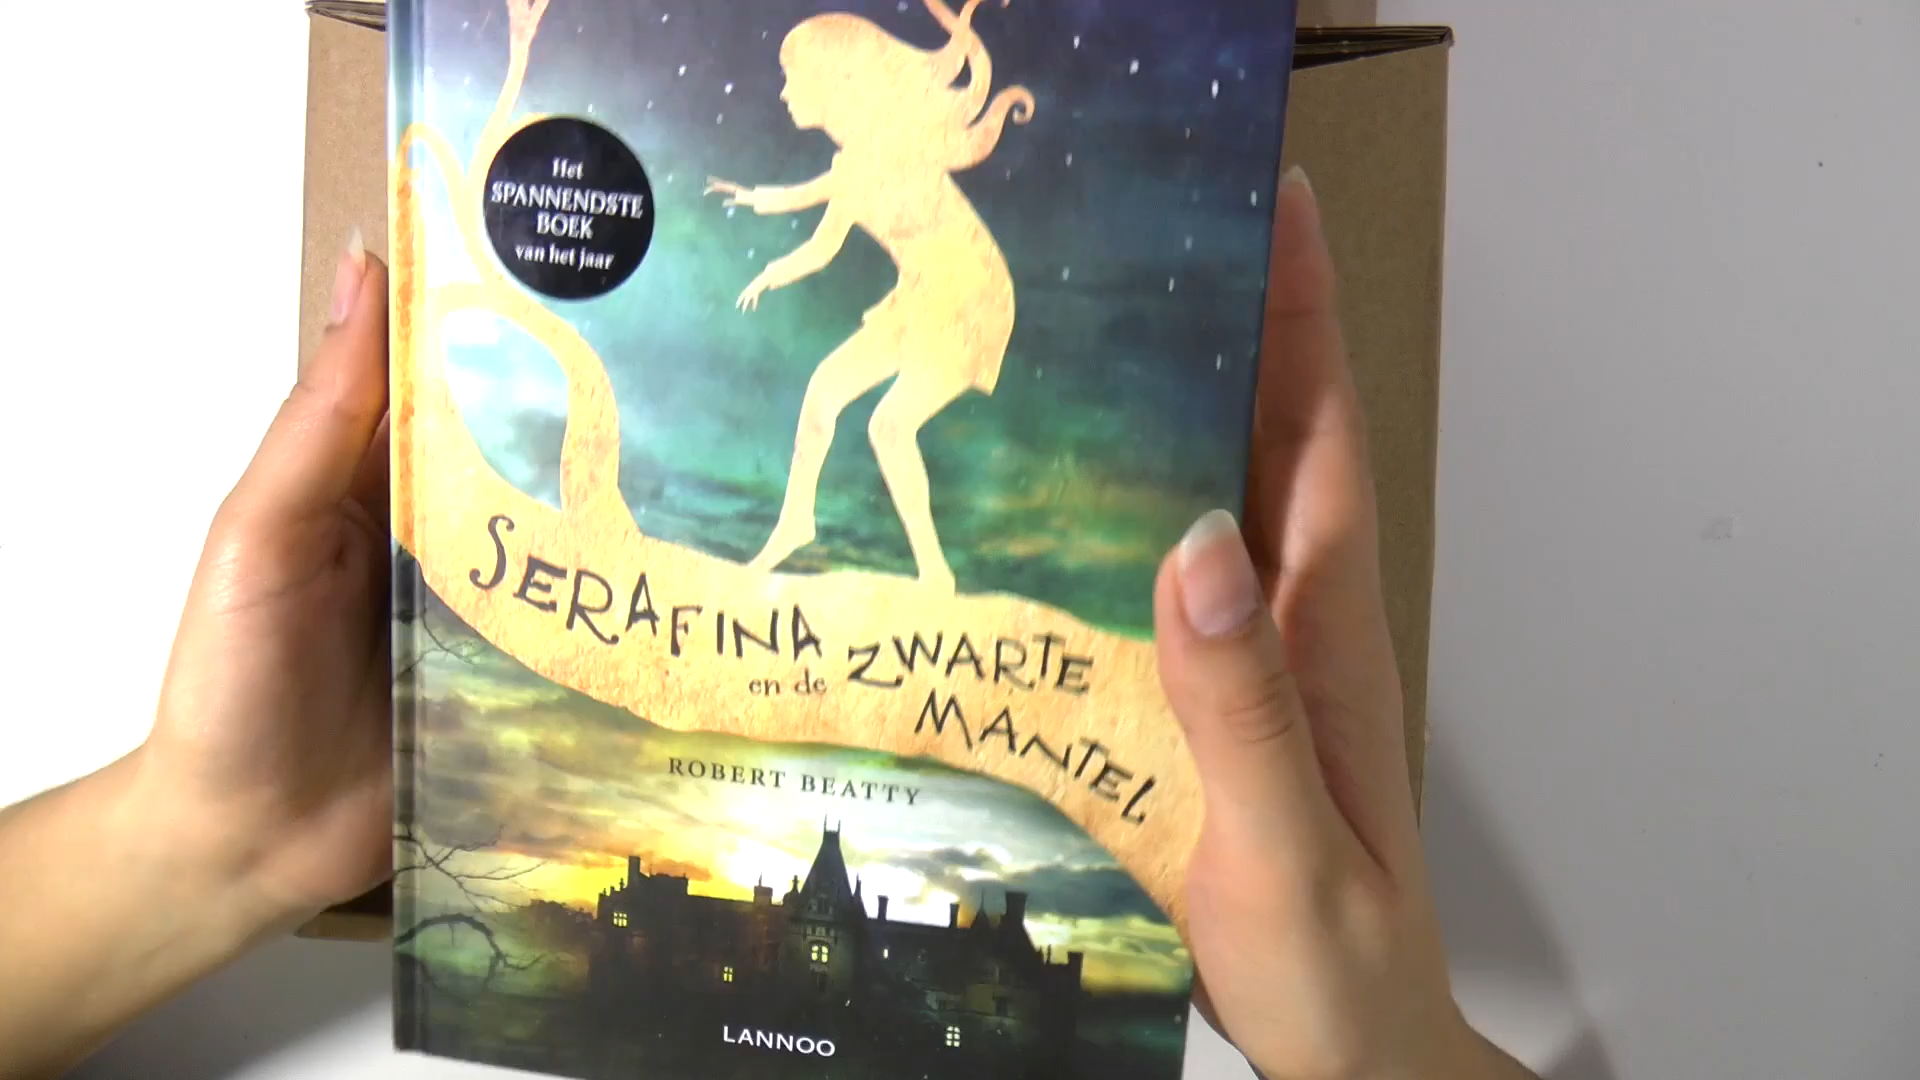 Het
SPANNENDSTE
BOEK
van het jaar
SERAFINA
en de ZWARTE
MANTEL
ROBERT BEATTY
LANNOO